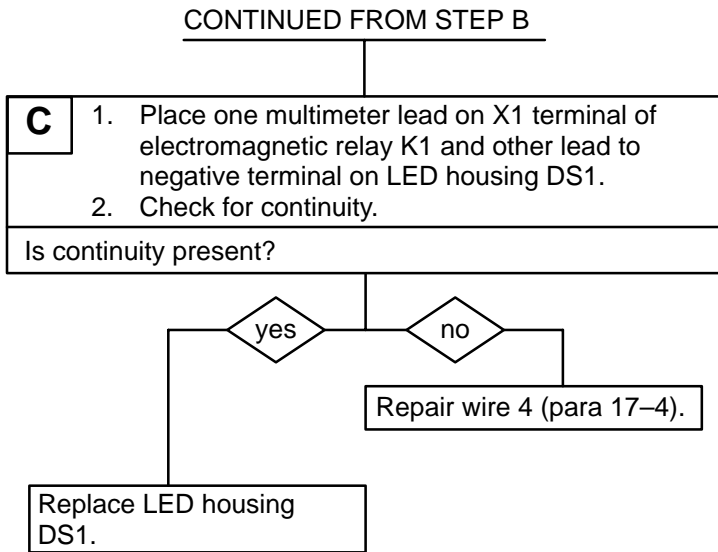 CONTINUED FROM STEP B
C
1. Place one multimeter lead on X1 terminal of
electromagnetic relay K1 and other lead to
negative terminal on LED housing DS1.
2. Check for continuity.
Is continuity present?
yes
no
Repair wire 4 (para 17–4).
Replace LED housing
DS1.